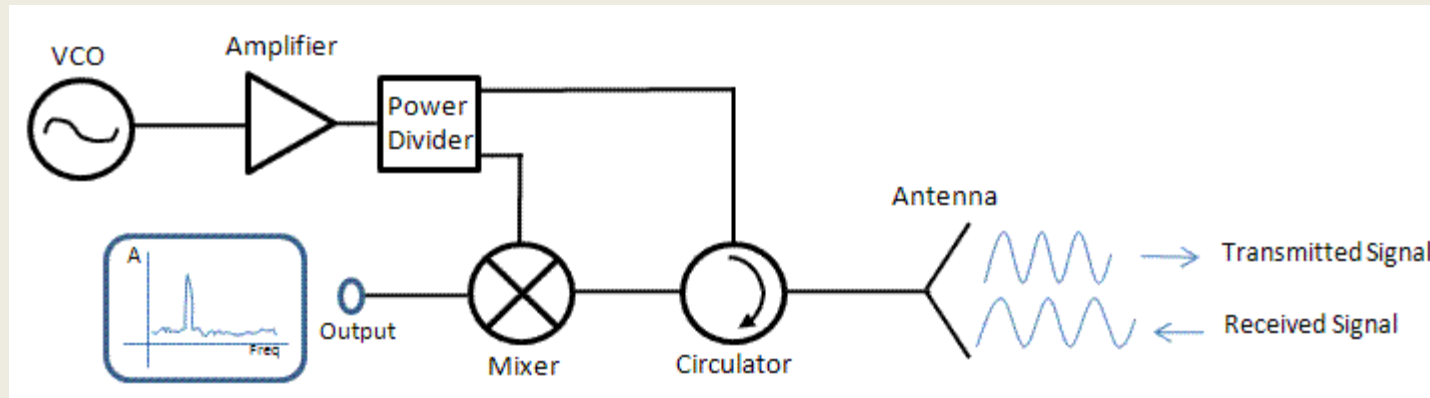 VCO
Amplifier
Power
Divider
Antenna
A
Freq
Output
Mixer
Circulator
Transmitted Signal
Received Signal